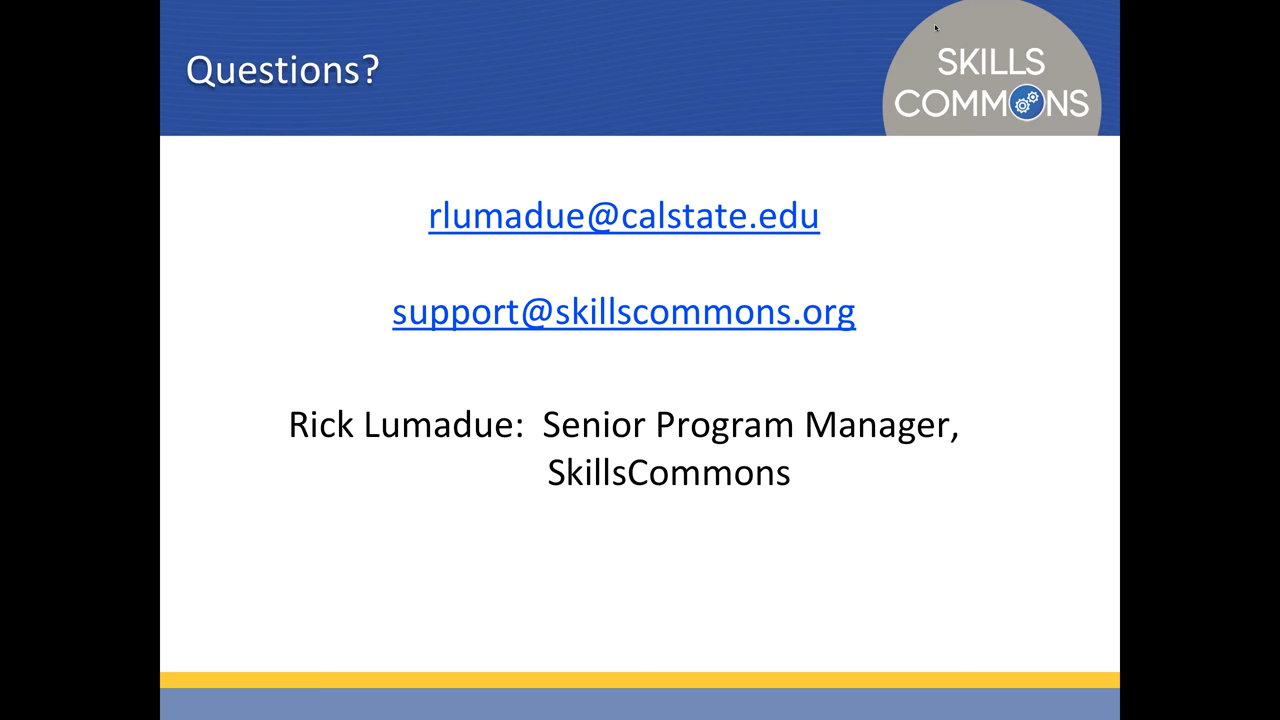 Questions?
SKILLS
COMMONS
rlumadue@calstate.edu
support@skillscommons.org
Rick Lumadue:  Senior Program Manager,
SkillsCommons